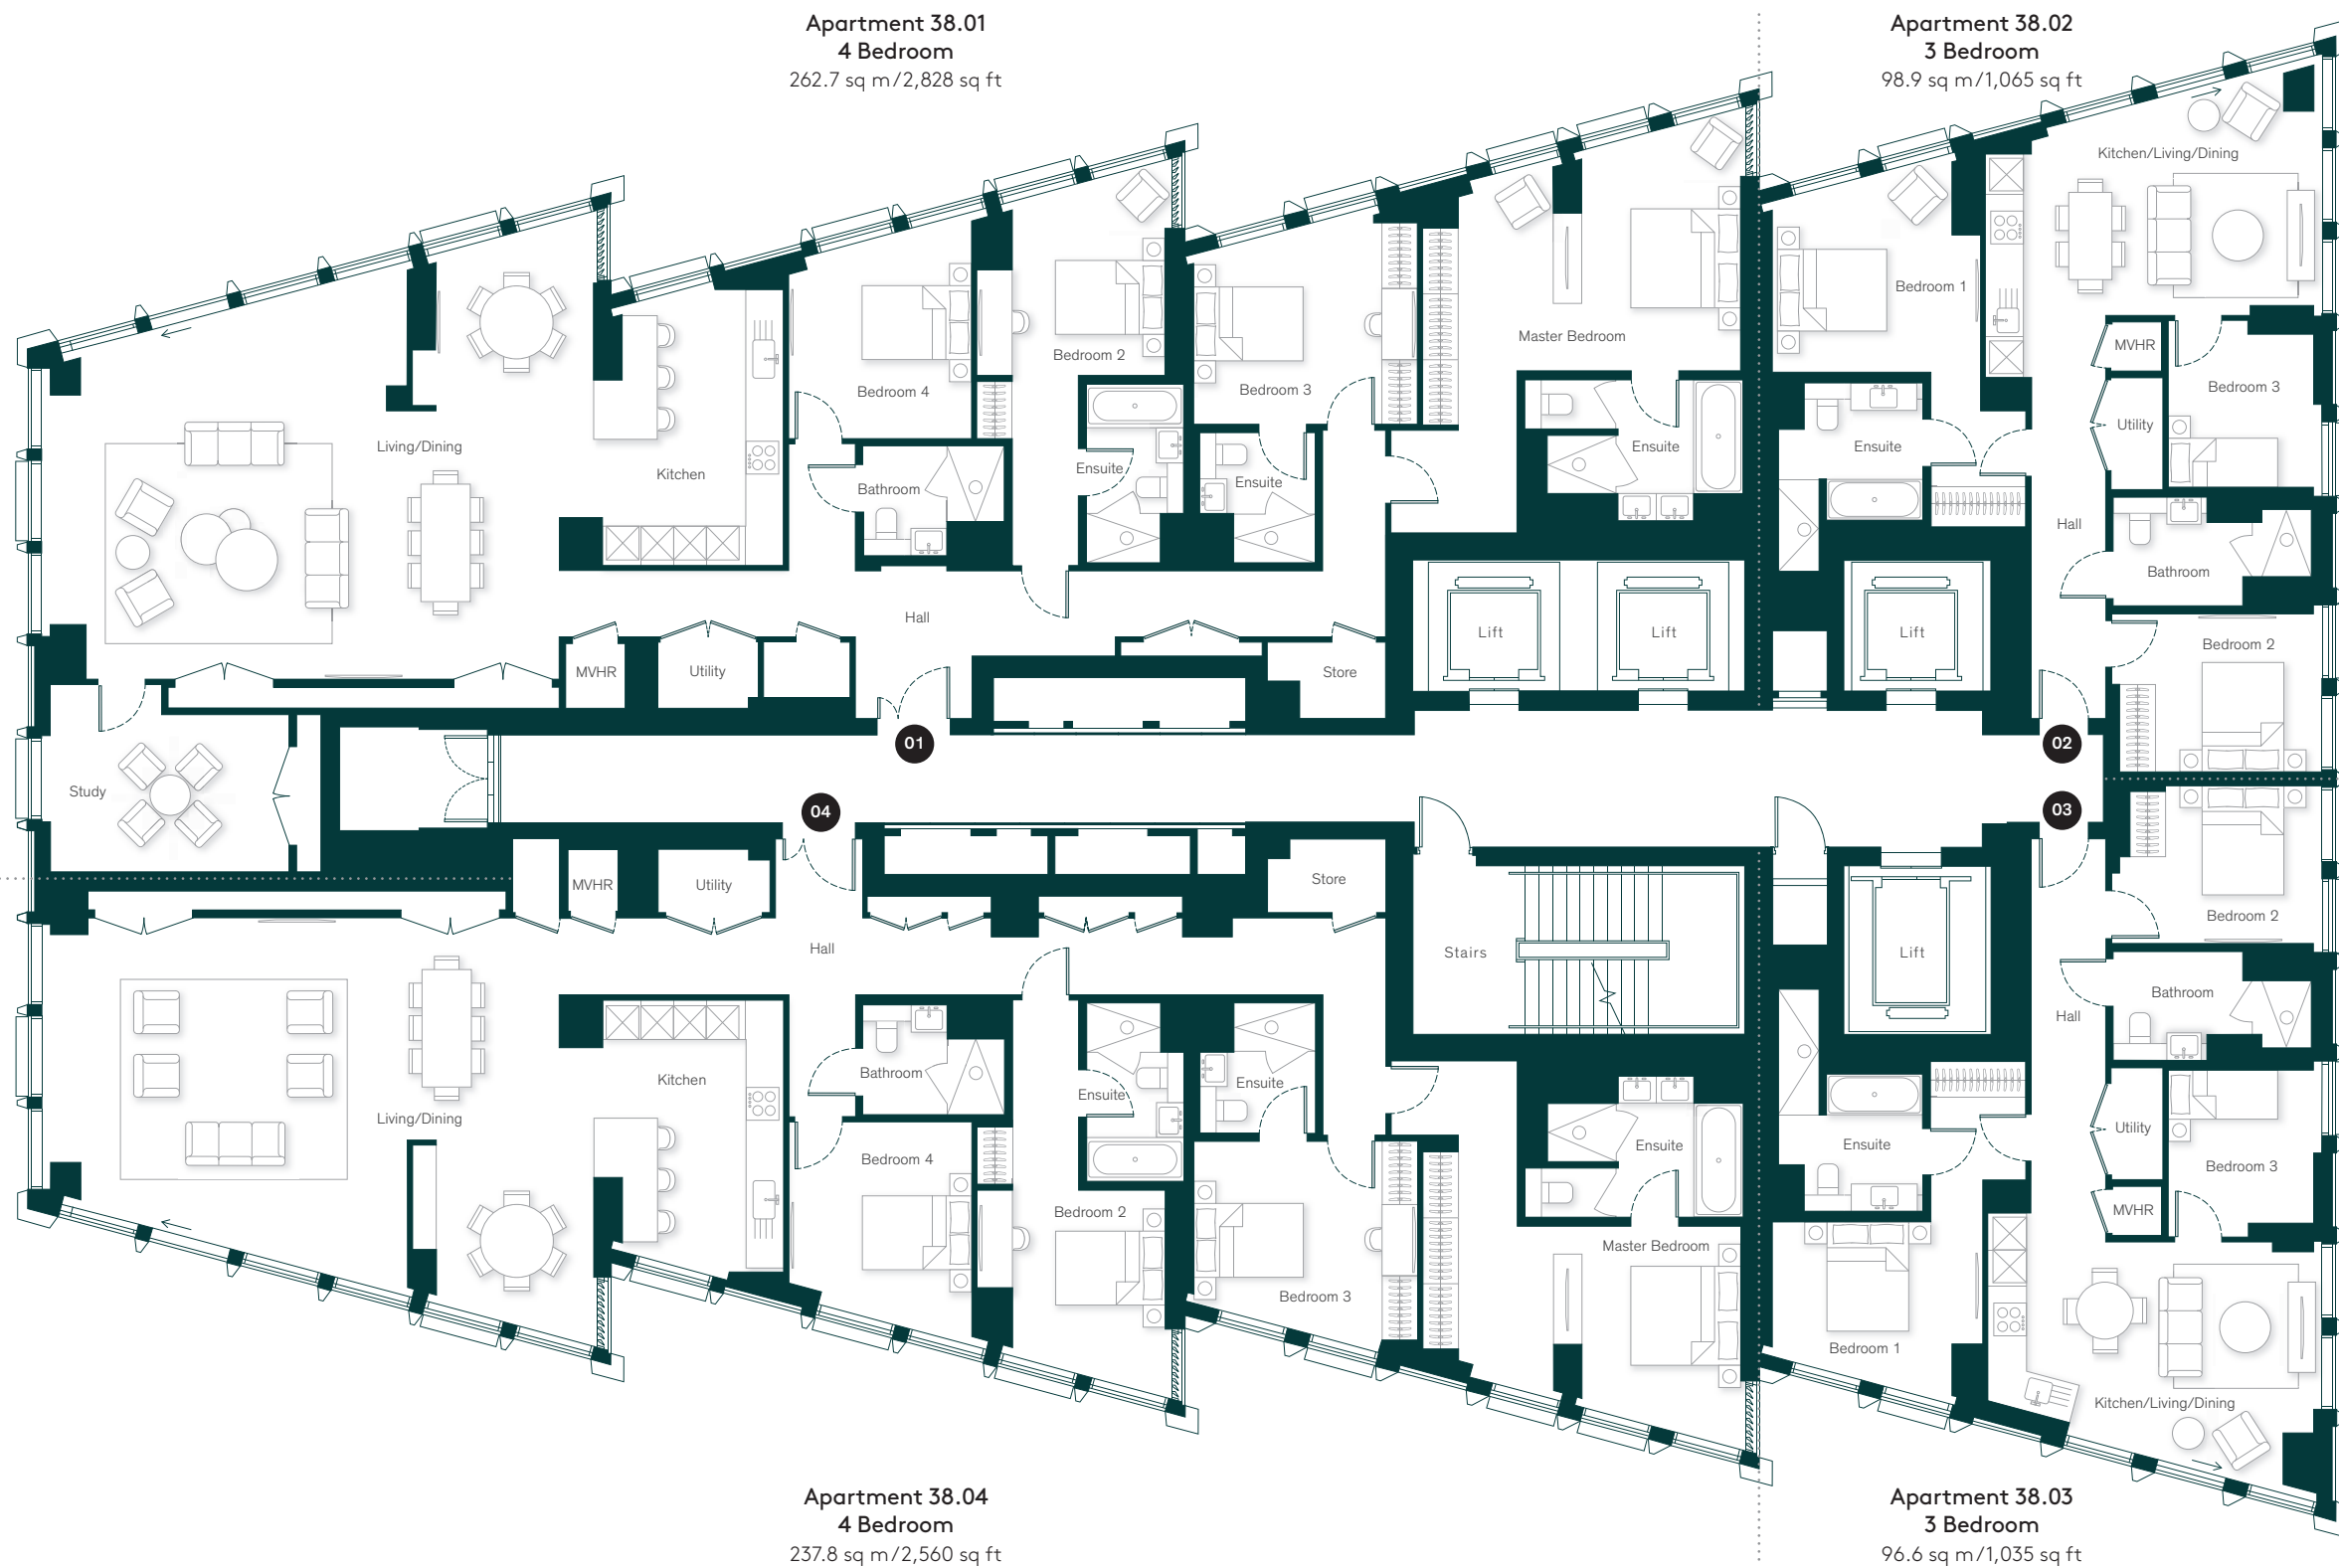 Apartment 38.01
4 Bedroom
262.7 sq m/2,828 sq ft
Apartment 38.02
3 Bedroom
98.9 sq m/1,065 sq ft
Living/Dining
Kitchen
Bedroom 4
Bathroom
Bedroom 2
Ensuite
Bedroom 3
Ensuite
Master Bedroom
Ensuite
Hall
MVHR
Utility
Store
Study
Lift
Lift
Lift
01
Bedroom 1
Ensuite
Kitchen/Living/Dining
MVHR
Utility
Bedroom 3
Hall
Bathroom
Bedroom 2
02
04
MVHR
Utility
Hall
Store
Stairs
Living/Dining
Kitchen
Bathroom
Bedroom 4
Ensuite
Bedroom 2
Ensuite
Bedroom 3
Ensuite
Master Bedroom
03
Bedroom 2
Lift
Bathroom
Hall
Utility
Ensuite
Bedroom 3
MVHR
Bedroom 1
Kitchen/Living/Dining
Apartment 38.04
4 Bedroom
237.8 sq m/2,560 sq ft
Apartment 38.03
3 Bedroom
96.6 sq m/1,035 sq ft